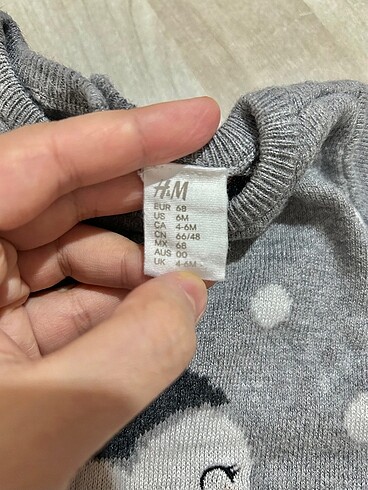 H&M
EUR 68
US 6M
CA 4-6M
CN 66/48
MX 68
AUS 00
UK 4-6M